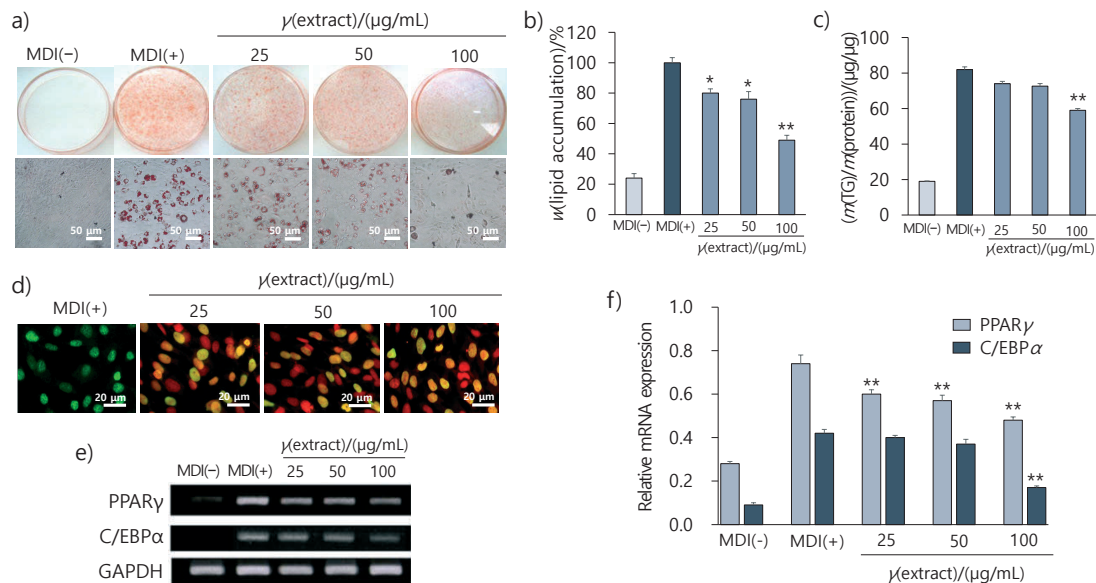 a)
γ(extract)/(µg/mL)
MDI(−) MDI(+) 25 50 100
50 µm 50 µm 50 µm 50 µm 50 µm
b)
w(lipid accumulation)/%
120
100
80
60
40
20
0
* * **
MDI(−) MDI(+) 25 50 100
γ(extract)/(µg/mL)
c)
(m(TG)/m(protein))/(µg/µg)
100
80
60
40
20
0
**
MDI(−) MDI(+) 25 50 100
γ(extract)/(µg/mL)
d)
γ(extract)/(µg/mL)
MDI(+) 25 50 100
20 µm 20 µm 20 µm 20 µm
e)
γ(extract)/(µg/mL)
MDI(−) MDI(+) 25 50 100
PPARγ
C/EBPα
GAPDH
f)
PPARγ
C/EBPα
Relative mRNA expression
1.0
0.8
0.6
0.4
0.2
0.0
** ** ** **
MDI(-) MDI(+) 25 50 100
γ(extract)/(µg/mL)